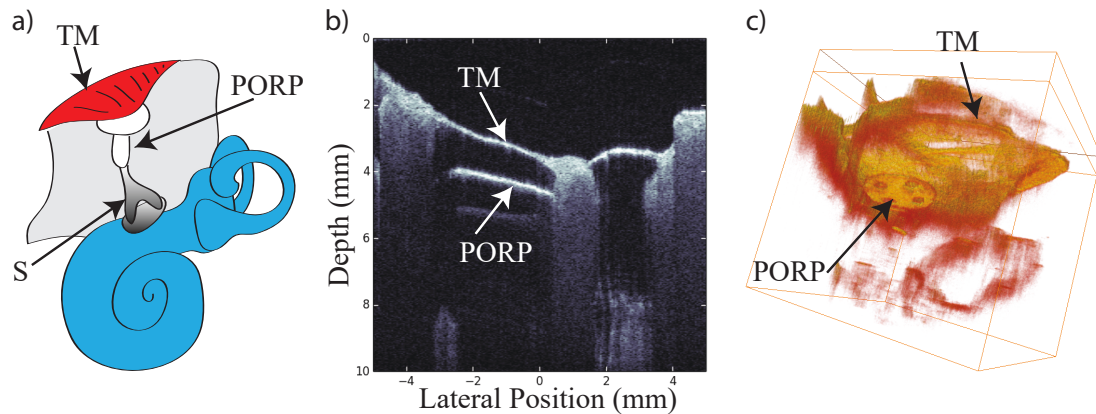 a)
TM
PORP
S
b)
0
2
4
6
8
10
Depth (mm)
TM
PORP
−4
−2
0
2
4
Lateral Position (mm)
c)
TM
PORP